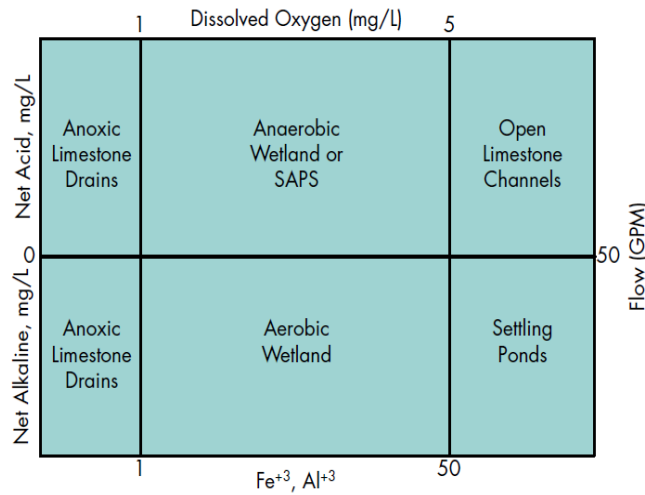 Dissolved Oxygen (mg/L)
1
5
Net Acid, mg/L
Anoxic
Limestone
Drains
Anaerobic
Wetland or
SAPS
Open
Limestone
Channels
0
50
Flow (GPM)
Net Alkaline, mg/L
Anoxic
Limestone
Drains
Aerobic
Wetland
Settling
Ponds
1
50
Fe⁺³, Al⁺³